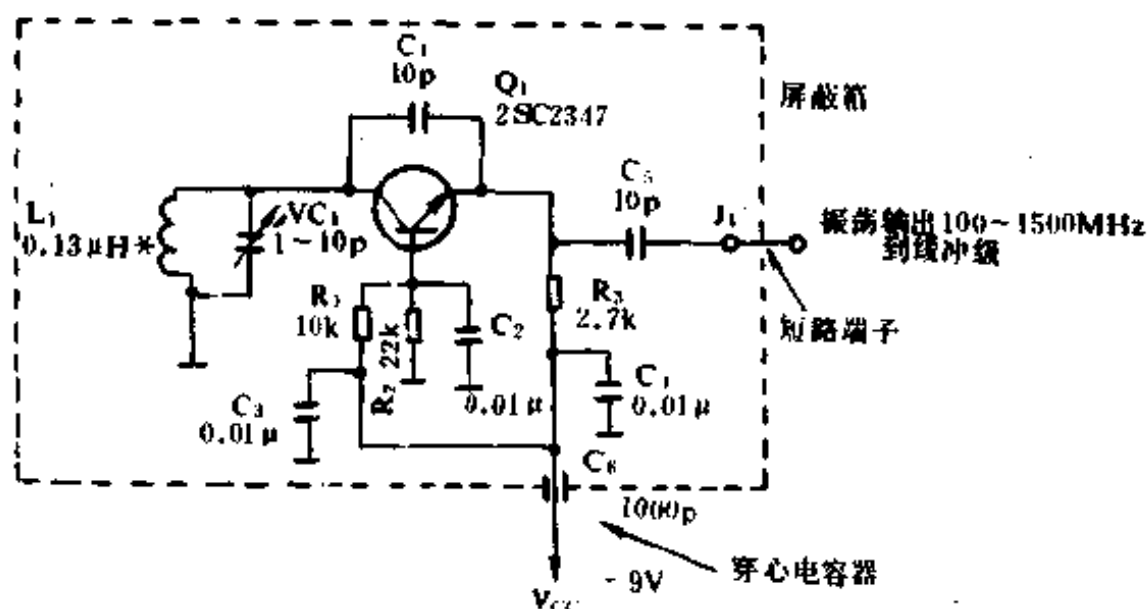 C₁
10p
Q₁
2SC2347
屏蔽箱
L₁
0.13μH*
VC₁
1~10p
C₅
10p
J₁
振荡输出100~1500MHz
到缓冲级
R₁
10k
R₂
22k
C₂
0.01μ
R₃
2.7k
短路端子
C₃
0.01μ
0.01μ
C₆
1000p
穿心电容器
-9V
V_CC